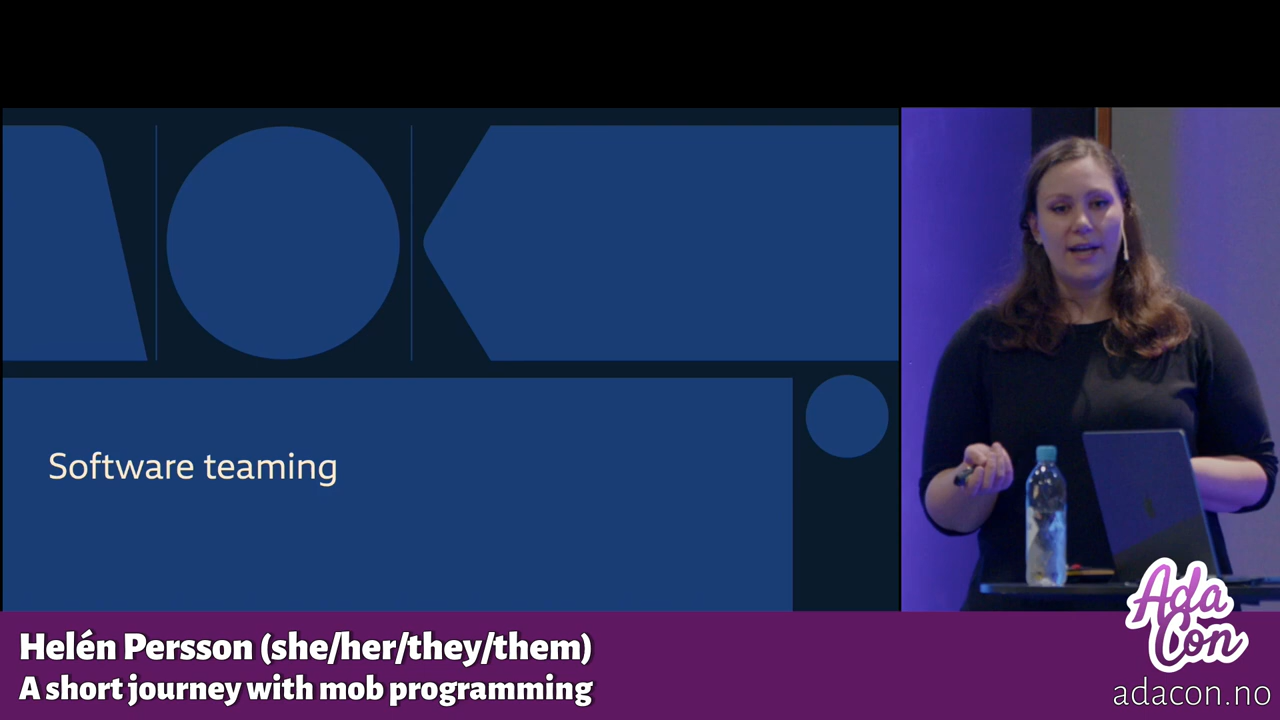 Software teaming
Helén Persson (she/her/they/them)
A short journey with mob programming
Ada
Con
adacon.no